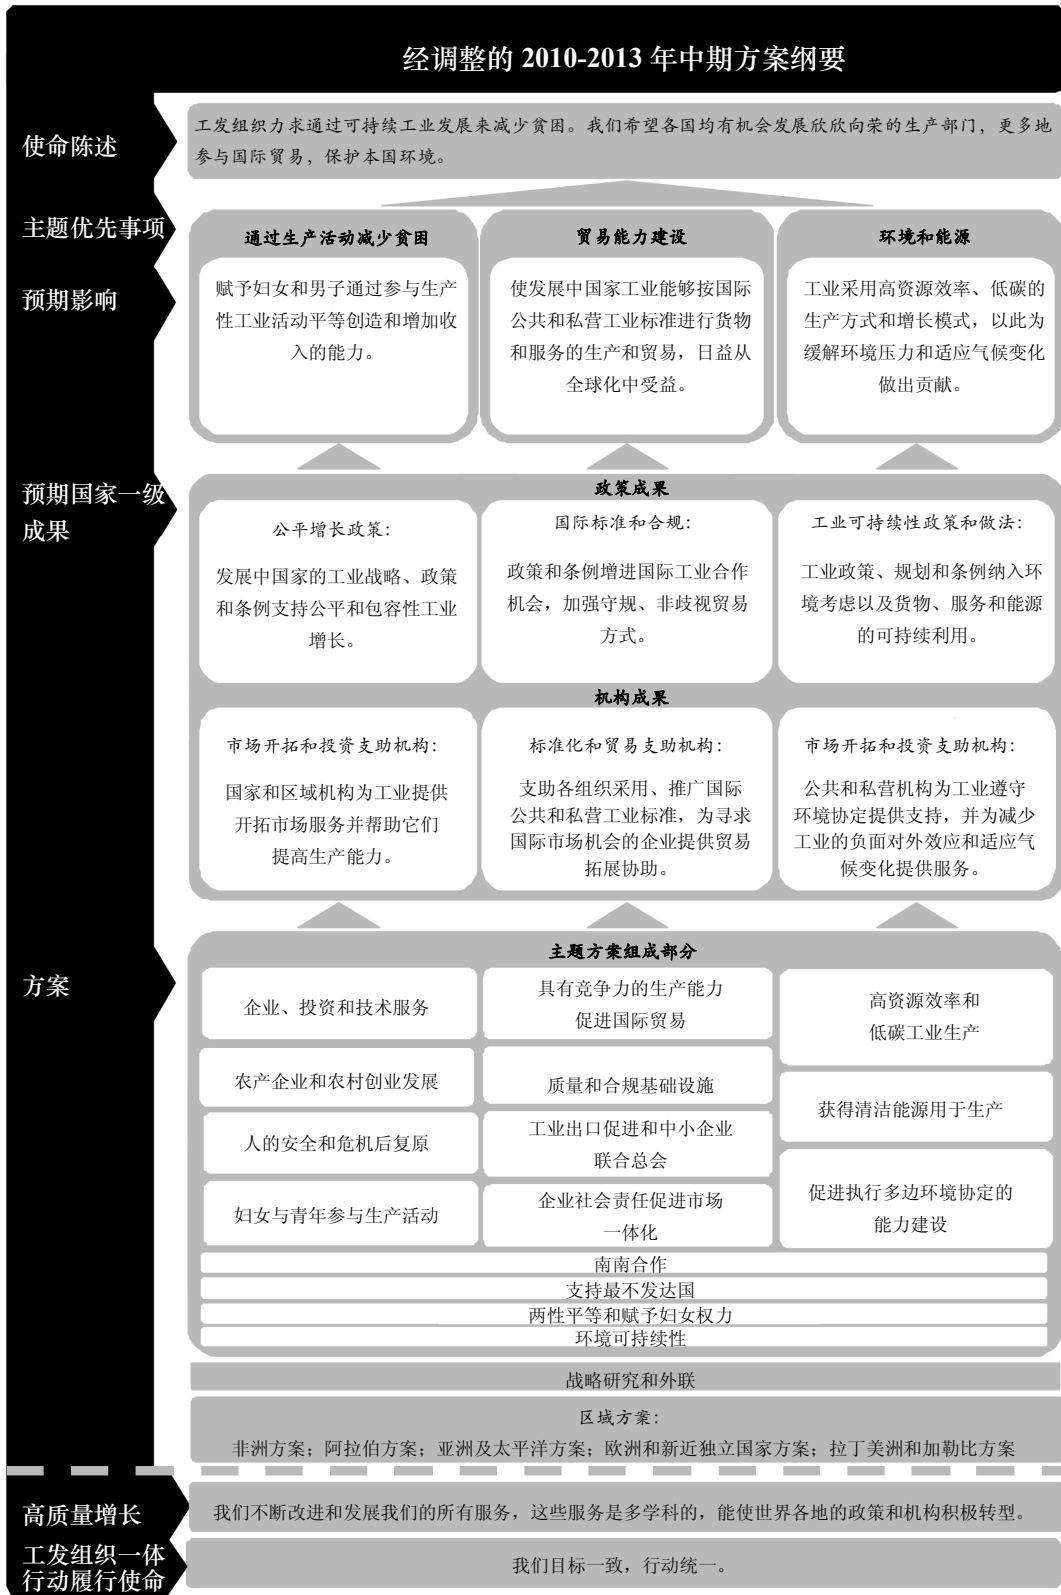 经调整的 2010-2013 年中期方案纲要
使命陈述
工发组织力求通过可持续工业发展来减少贫困。我们希望各国均有机会发展欣欣向荣的生产部门，更多地
参与国际贸易，保护本国环境。
主题优先事项
通过生产活动减少贫困
贸易能力建设
环境和能源
预期影响
赋予妇女和男子通过参与生产
性工业活动平等创造和增加收
入的能力。
使发展中国家工业能够按国际
公共和私营工业标准进行货物
和服务的生产和贸易，日益从
全球化中受益。
工业采用高资源效率、低碳的
生产方式和增长模式，以此为
缓解环境压力和适应气候变化
做出贡献。
预期国家一级
成果
政策成果
公平增长政策：
发展中国家的工业战略、政策
和条例支持公平和包容性工业
增长。
国际标准和合规：
政策和条例增进国际工业合作
机会，加强守规、非歧视贸易
方式。
工业可持续性政策和做法：
工业政策、规划和条例纳入环
境考虑以及货物、服务和能源
的可持续利用。
机构成果
市场开拓和投资支助机构：
国家和区域机构为工业提供
开拓市场服务并帮助它们
提高生产能力。
标准化和贸易支助机构：
支助各组织采用、推广国际
公共和私营工业标准，为寻求
国际市场机会的企业提供贸易
拓展协助。
市场开拓和投资支助机构：
公共和私营机构为工业遵守
环境协定提供支持，并为减少
工业的负面对外效应和适应气
候变化提供服务。
方案
主题方案组成部分
企业、投资和技术服务
农产企业和农村创业发展
人的安全和危机后复原
妇女与青年参与生产活动
具有竞争力的生产能力
促进国际贸易
质量和合规基础设施
工业出口促进和中小企业
联合总会
企业社会责任促进市场
一体化
高资源效率和
低碳工业生产
获得清洁能源用于生产
促进执行多边环境协定的
能力建设
南南合作
支持最不发达国
两性平等和赋予妇女权力
环境可持续性
战略研究和外联
区域方案：
非洲方案；阿拉伯方案；亚洲及太平洋方案；欧洲和新近独立国家方案；拉丁美洲和加勒比方案
高质量增长
我们不断改进和发展我们的所有服务，这些服务是多学科的，能使世界各地的政策和机构积极转型。
工发组织一体
行动履行使命
我们目标一致，行动统一。